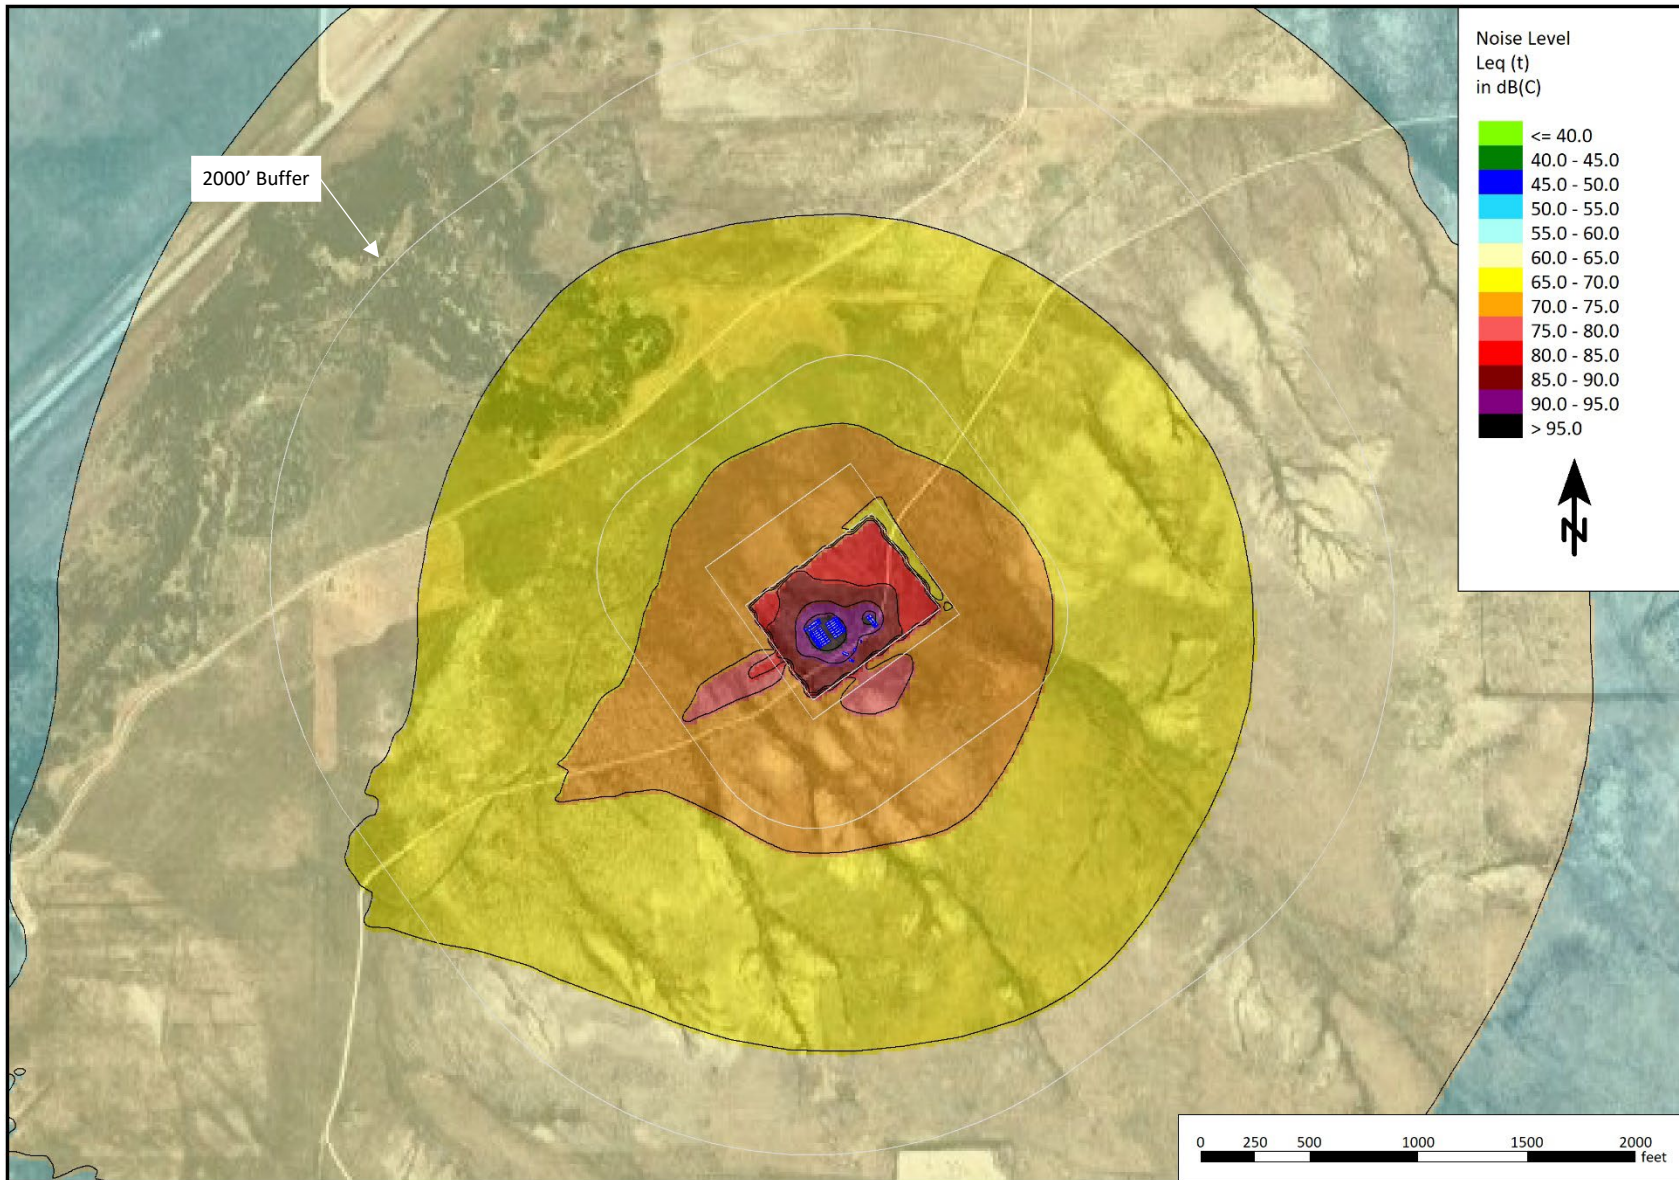 Noise Level
Leq (t)
in dB(C)
<= 40.0
40.0 - 45.0
45.0 - 50.0
50.0 - 55.0
55.0 - 60.0
60.0 - 65.0
65.0 - 70.0
70.0 - 75.0
75.0 - 80.0
80.0 - 85.0
85.0 - 90.0
90.0 - 95.0
> 95.0
2000’ Buffer
N
0 250 500 1000 1500 2000
feet